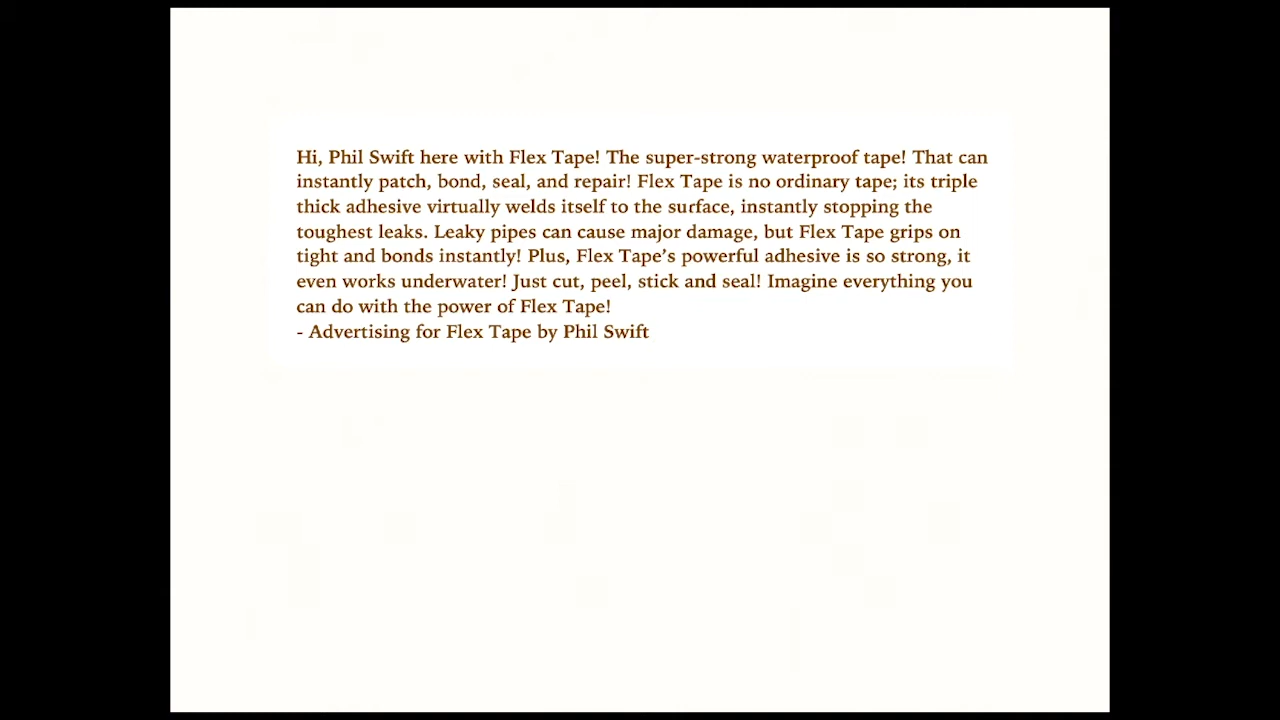 Hi, Phil Swift here with Flex Tape! The super-strong waterproof tape! That can
instantly patch, bond, seal, and repair! Flex Tape is no ordinary tape; its triple
thick adhesive virtually welds itself to the surface, instantly stopping the
toughest leaks. Leaky pipes can cause major damage, but Flex Tape grips on
tight and bonds instantly! Plus, Flex Tape’s powerful adhesive is so strong, it
even works underwater! Just cut, peel, stick and seal! Imagine everything you
can do with the power of Flex Tape!
- Advertising for Flex Tape by Phil Swift